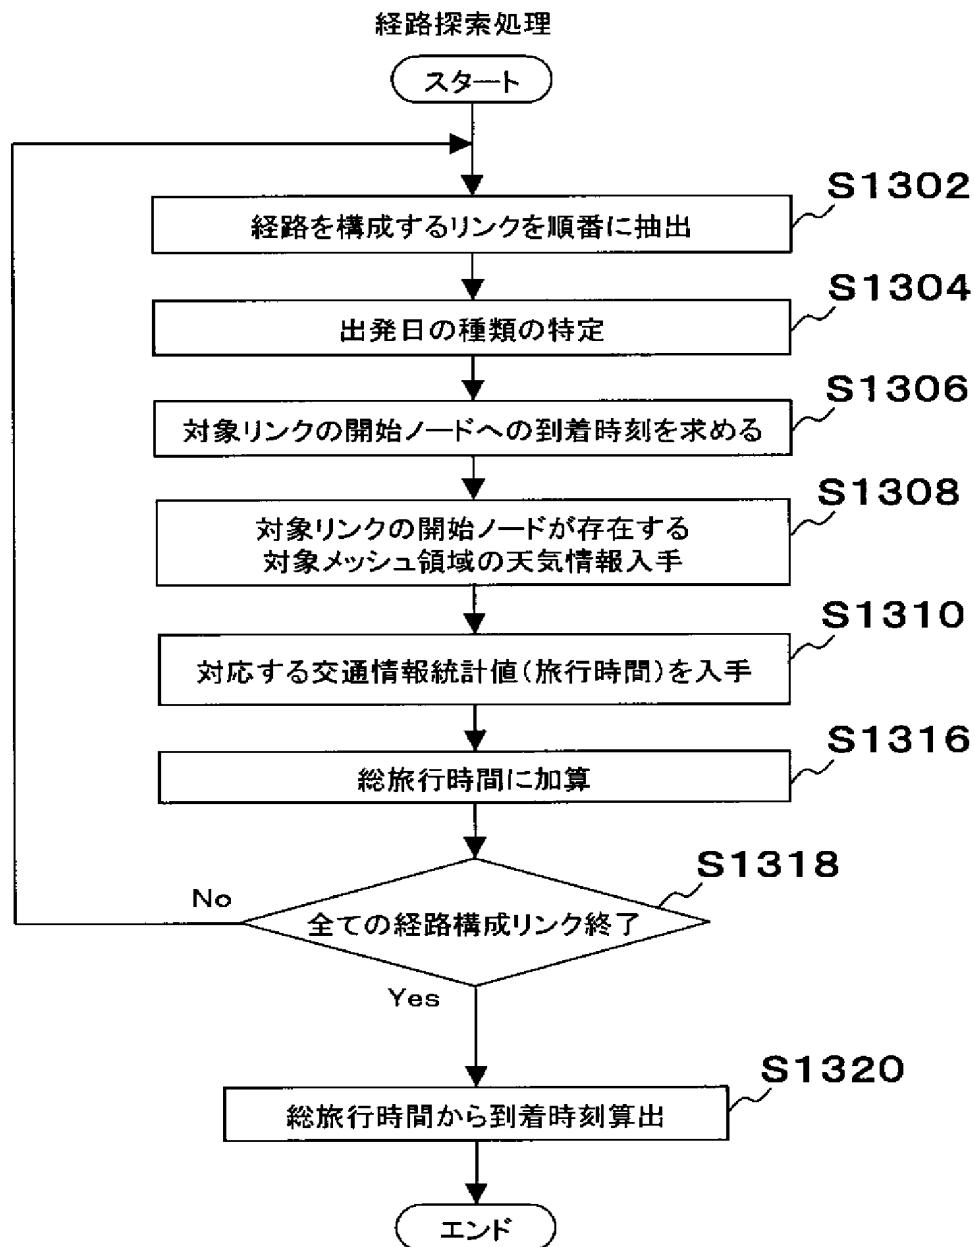 経路探索処理
スタート
S1302
経路を構成するリンクを順番に抽出
S1304
出発日の種類の特定
S1306
対象リンクの開始ノードへの到着時刻を求める
S1308
対象リンクの開始ノードが存在する
対象メッシュ領域の天気情報入手
S1310
対応する交通情報統計値(旅行時間)を入手
S1316
総旅行時間に加算
S1318
No
全ての経路構成リンク終了
Yes
S1320
総旅行時間から到着時刻算出
エンド